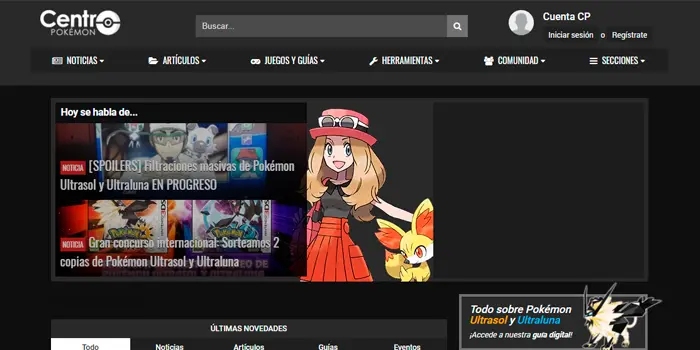 Centro
POKÉMON
Buscar...
Cuenta CP
Iniciar sesión o Regístrate
NOTICIAS
ARTÍCULOS
JUEGOS Y GUÍAS
HERRAMIENTAS
COMUNIDAD
SECCIONES
Hoy se habla de...
NOTICIA [SPOILERS] Filtraciones masivas de Pokémon
Ultrasol y Ultraluna EN PROGRESO
NOTICIA Gran concurso internacional: Sorteamos 2
copias de Pokémon Ultrasol y Ultraluna
Todo sobre Pokémon
Ultrasol y Ultraluna
¡Accede a nuestra guía digital!
ÚLTIMAS NOVEDADES
Todo
Noticias
Artículos
Guías
Eventos